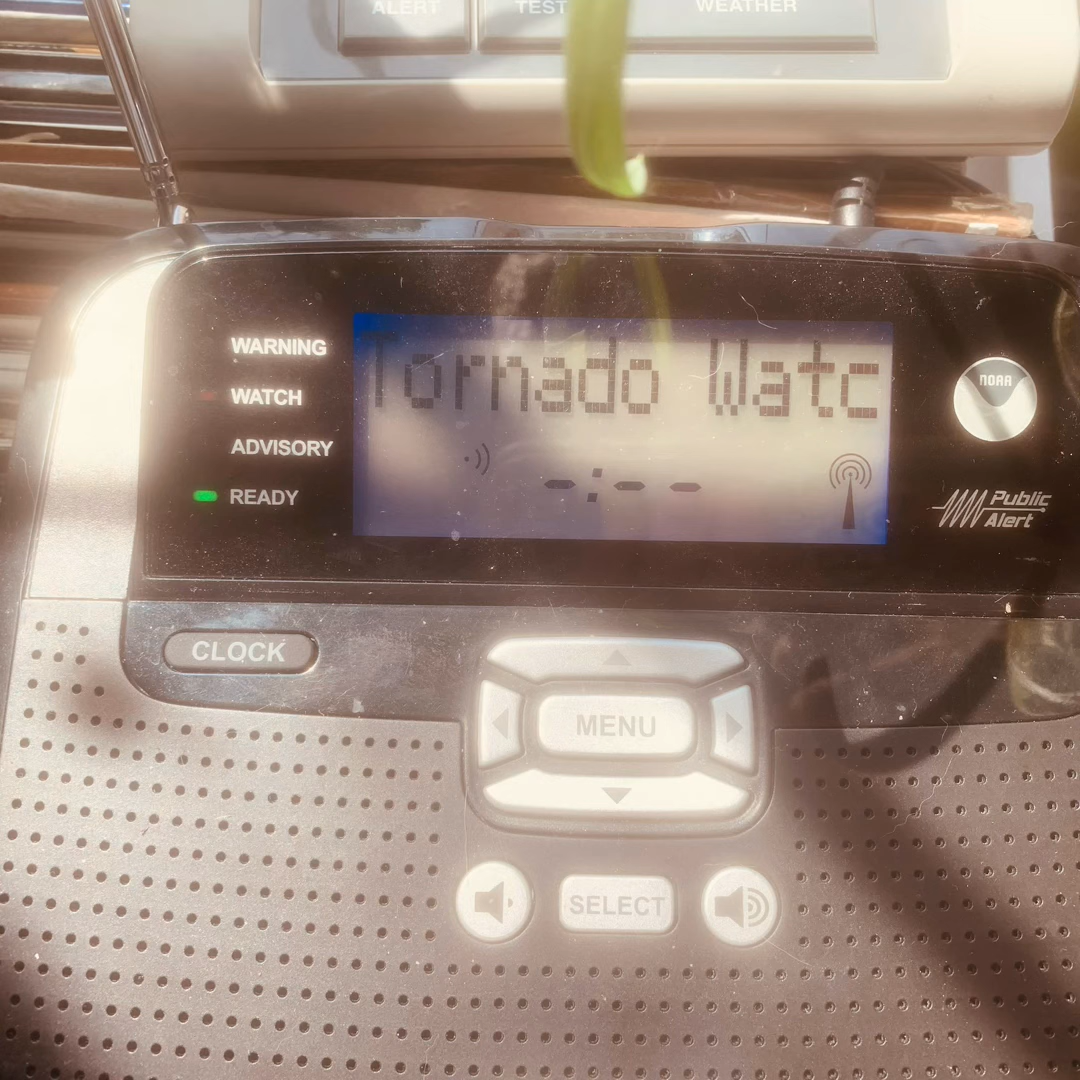 ALERT TEST WEATHER
WARNING
WATCH
ADVISORY
READY
Tornado Watc
-:--
NOAA
Public
Alert
CLOCK
MENU
SELECT